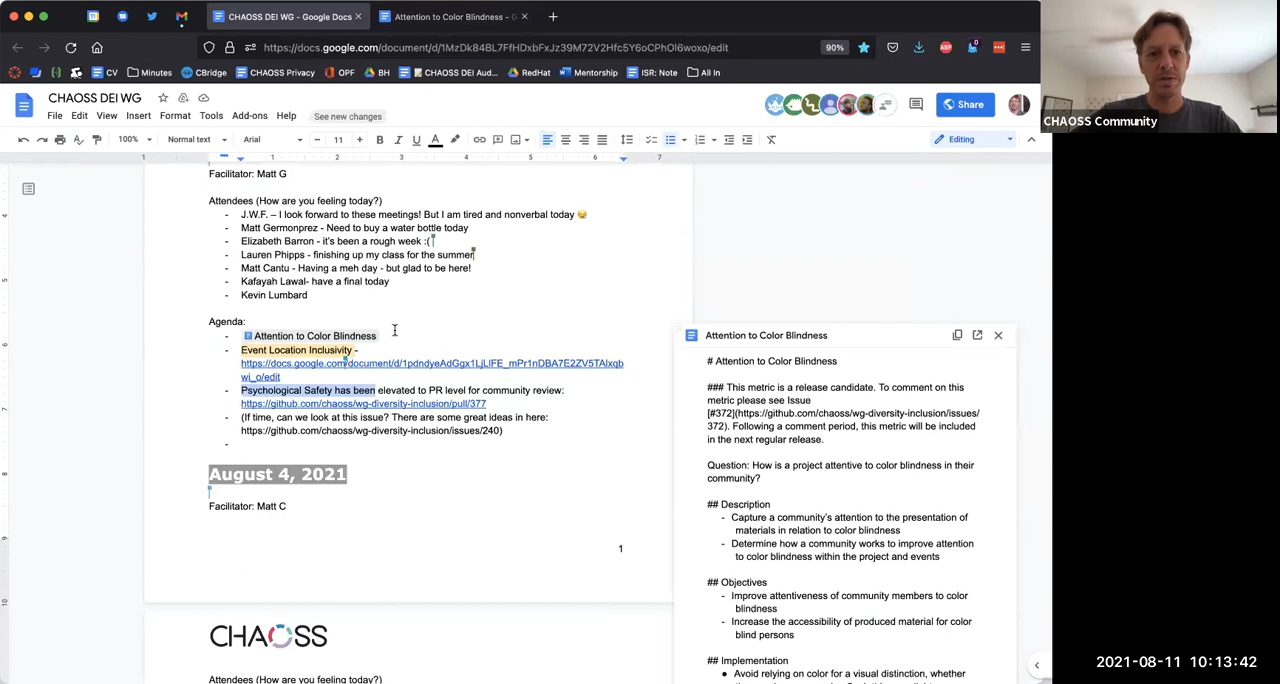 CHAOSS DEI WG - Google Docs
Attention to Color Blindness - G
https://docs.google.com/document/d/1MzDk84BL7FfHDxbFxJz39M72V2Hfc5Y6oCPhOl6woxo/edit
90%
CV Minutes CBridge CHAOSS Privacy OPF BH CHAOSS DEI Aud... RedHat Mentorship ISR: Note All In
CHAOSS Community
CHAOSS DEI WG
File Edit View Insert Format Tools Add-ons Help See new changes
Share
100% Normal text Arial 11 Editing
Facilitator: Matt G
Attendees (How are you feeling today?)
- J.W.F. – I look forward to these meetings! But I am tired and nonverbal today 😴
- Matt Germonprez - Need to buy a water bottle today
- Elizabeth Barron - it's been a rough week :(
- Lauren Phipps - finishing up my class for the summer
- Matt Cantu - Having a meh day - but glad to be here!
- Kafayah Lawal- have a final today
- Kevin Lumbard
Agenda:
- Attention to Color Blindness
- Event Location Inclusivity -
https://docs.google.com/document/d/1pdndyeAdGgx1LjLlFE_mPr1nDBA7E2ZV5TAlxqb
wi_o/edit
- Psychological Safety has been elevated to PR level for community review:
https://github.com/chaoss/wg-diversity-inclusion/pull/377
- (If time, can we look at this issue? There are some great ideas in here:
https://github.com/chaoss/wg-diversity-inclusion/issues/240)
-
August 4, 2021
Facilitator: Matt C
1
CHAOSS
Attendees (How are you feeling today?)
Attention to Color Blindness
# Attention to Color Blindness
### This metric is a release candidate. To comment on this
metric please see Issue
[#372](https://github.com/chaoss/wg-diversity-inclusion/issues/
372). Following a comment period, this metric will be included
in the next regular release.
Question: How is a project attentive to color blindness in their
community?
## Description
- Capture a community's attention to the presentation of
materials in relation to color blindness
- Determine how a community works to improve attention
to color blindness within the project and events
## Objectives
- Improve attentiveness of community members to color
blindness
- Increase the accessibility of produced material for color
blind persons
## Implementation
● Avoid relying on color for a visual distinction, whether
2021-08-11 10:13:42